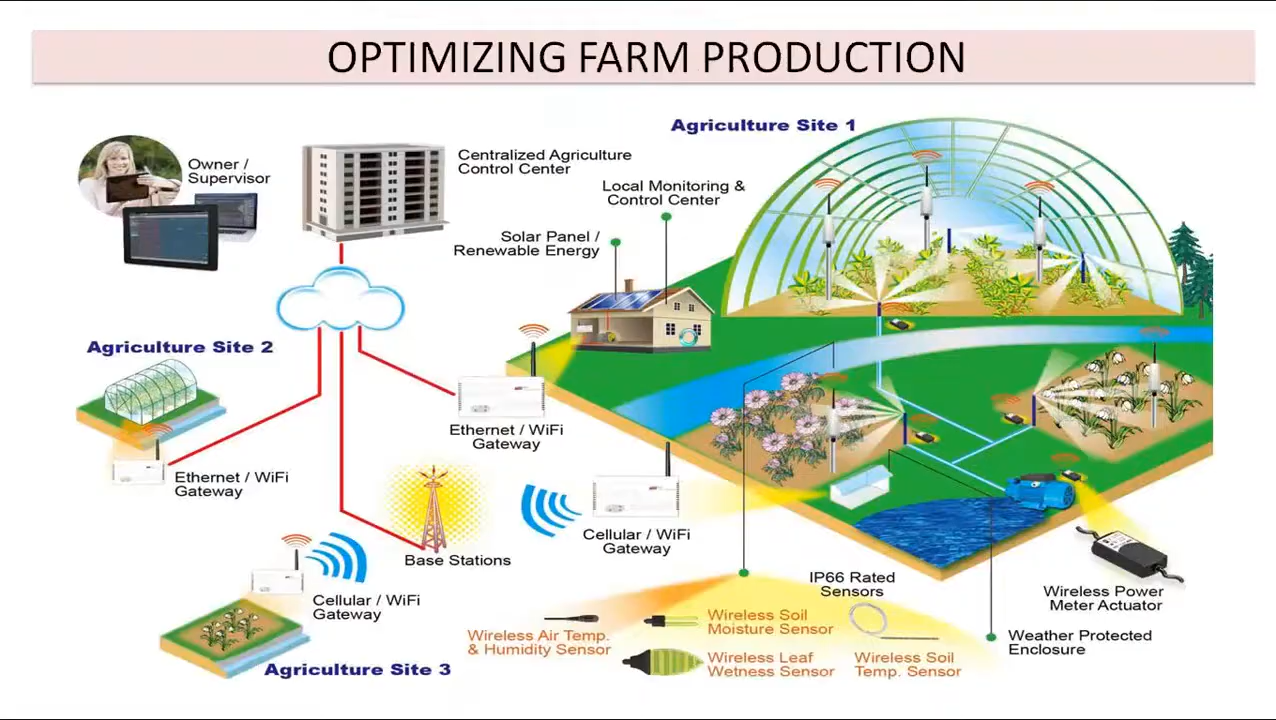 OPTIMIZING FARM PRODUCTION
Agriculture Site 1
Owner /
Supervisor
Centralized Agriculture
Control Center
Local Monitoring &
Control Center
Solar Panel /
Renewable Energy
Agriculture Site 2
Ethernet / WiFi
Gateway
Ethernet / WiFi
Gateway
Cellular / WiFi
Gateway
Base Stations
Cellular / WiFi
Gateway
Agriculture Site 3
IP66 Rated
Sensors
Wireless Power
Meter Actuator
Wireless Air Temp.
& Humidity Sensor
Wireless Soil
Moisture Sensor
Wireless Leaf
Wetness Sensor
Wireless Soil
Temp. Sensor
Weather Protected
Enclosure